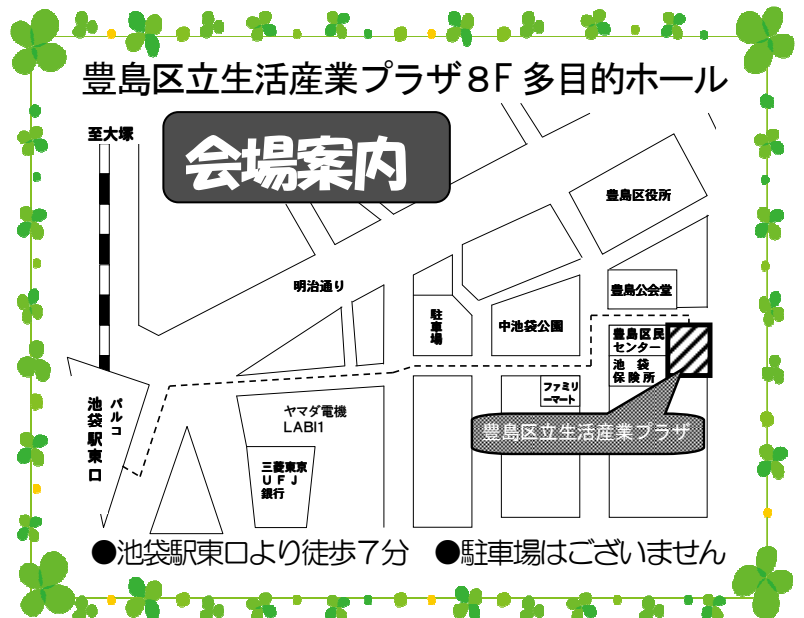 豊島区立生活産業プラザ８Ｆ 多目的ホール
会場案内
至大塚
豊島区役所
明治通り
豊島公会堂
駐車場
中池袋公園
豊島区民
センター
池 袋
保険所
ファミリ
ーマート
パルコ
池袋駅東口
ヤマダ電機
LABI1
豊島区立生活産業プラザ
三菱東京
ＵＦＪ
銀行
●池袋駅東口より徒歩７分　●駐車場はございません